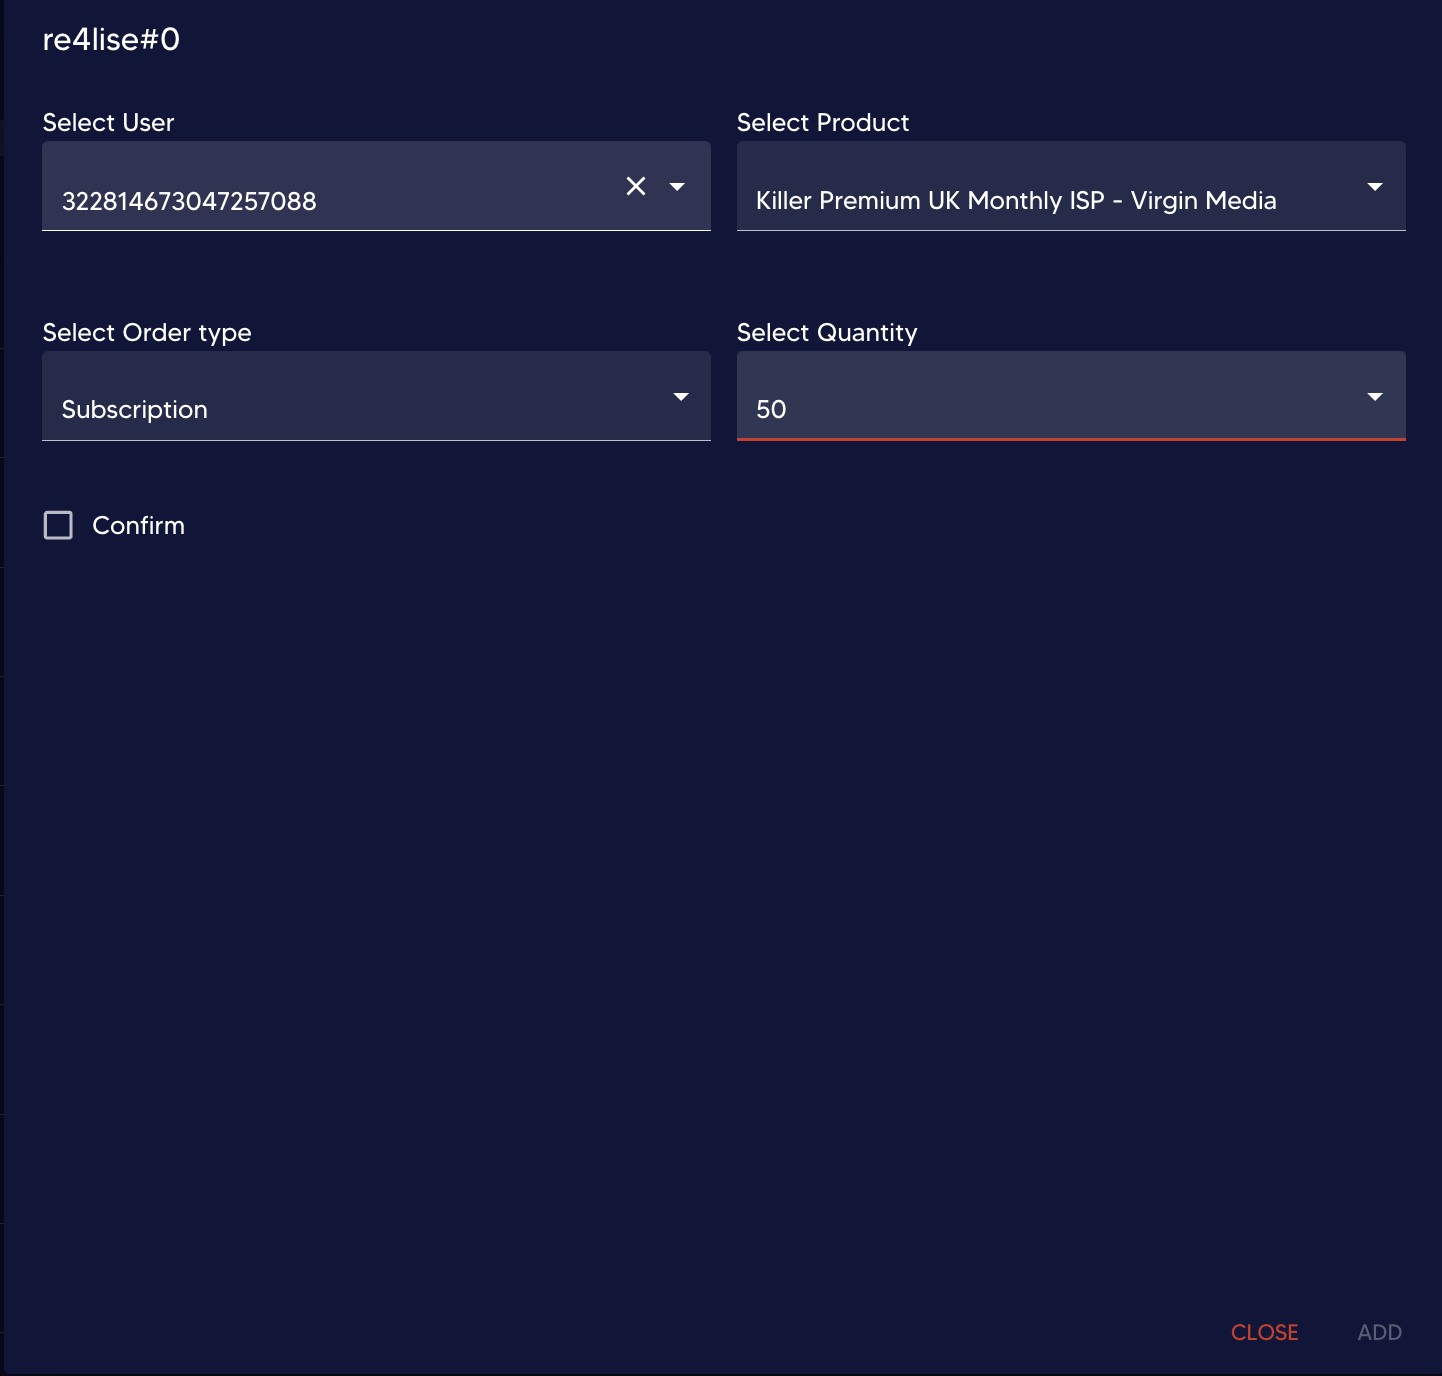 re4lise#0
Select User
Select Product
322814673047257088
Killer Premium UK Monthly ISP - Virgin Media
Select Order type
Select Quantity
Subscription
50
Confirm
CLOSE
ADD